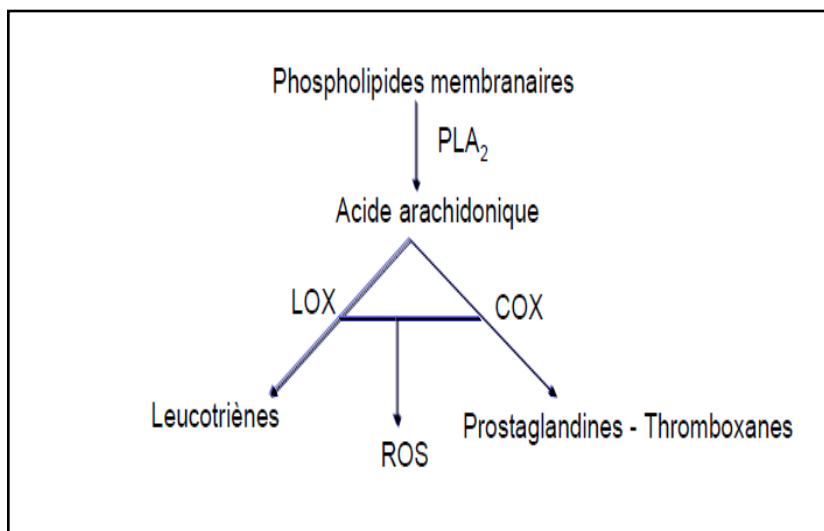 Phospholipides membranaires
PLA₂
Acide arachidonique
LOX
COX
Leucotriènes
ROS
Prostaglandines - Thromboxanes